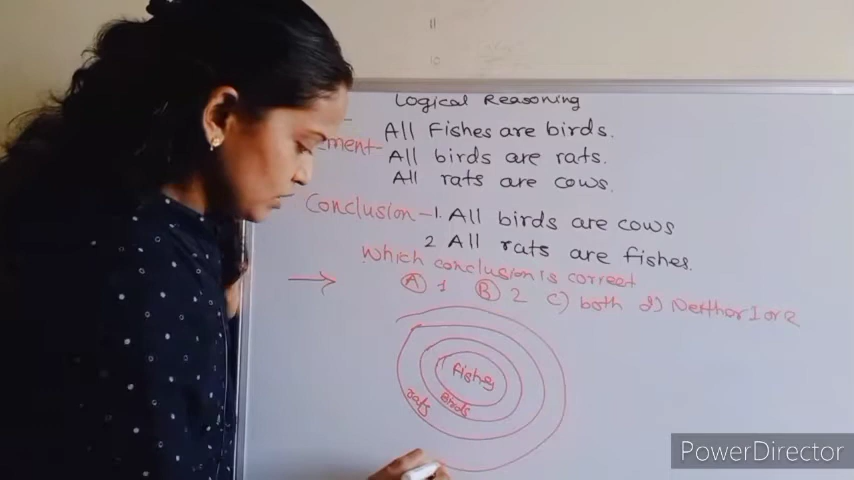 Logical Reasoning
All Fishes are birds.
ement-
All birds are rats.
All rats are cows.
Conclusion - 1. All birds are cows
2 All rats are fishes.
Which conclusion is correct
A 1 B 2 C) both D) Neither 1 or 2
Fishes
Birds
rats
PowerDirector